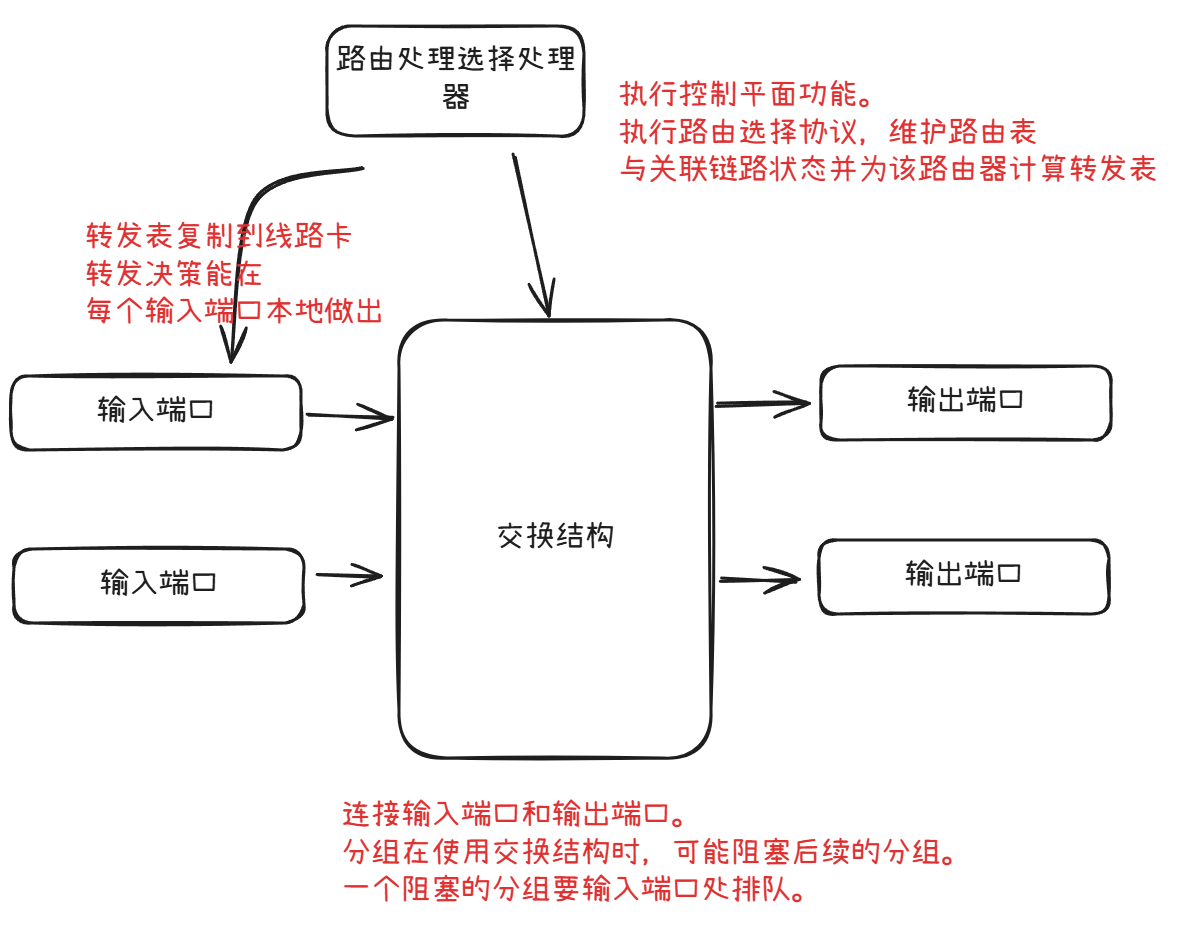 路由处理选择处理
器
执行控制平面功能。
执行路由选择协议，维护路由表
与关联链路状态并为该路由器计算转发表
转发表复制到线路卡
转发决策能在
每个输入端口本地做出
输入端口
输出端口
交换结构
输入端口
输出端口
连接输入端口和输出端口。
分组在使用交换结构时，可能阻塞后续的分组。
一个阻塞的分组要输入端口处排队。